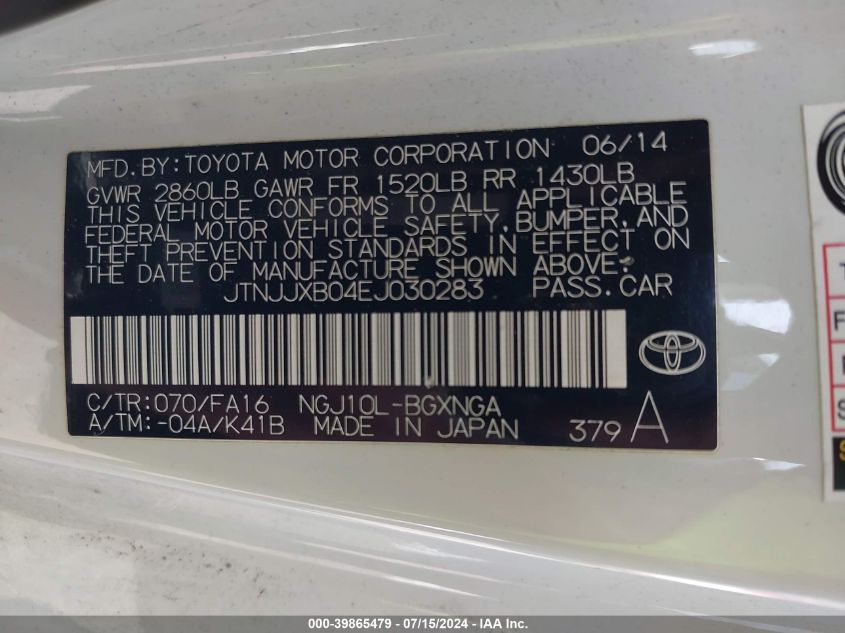 MFD. BY: TOYOTA MOTOR CORPORATION 06/14
GVWR 2860LB GAWR FR 1520LB RR 1430LB
THIS VEHICLE CONFORMS TO ALL APPLICABLE
FEDERAL MOTOR VEHICLE SAFETY, BUMPER, AND
THEFT PREVENTION STANDARDS IN EFFECT ON
THE DATE OF MANUFACTURE SHOWN ABOVE:
JTNJJXB04EJ030283 PASS. CAR
C/TR: 070/FA16 NGJ10L-BGXNGA
A/TM: -04A/K41B MADE IN JAPAN 379 A
000-39865479 - 07/15/2024 - IAA Inc.